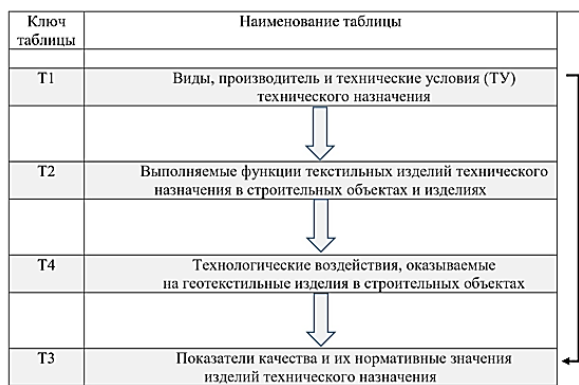 Ключ
таблицы
Наименование таблицы
Т1
Виды, производитель и технические условия (ТУ)
технического назначения
Т2
Выполняемые функции текстильных изделий технического
назначения в строительных объектах и изделиях
Т4
Технологические воздействия, оказываемые
на геотекстильные изделия в строительных объектах
Т3
Показатели качества и их нормативные значения
изделий технического назначения